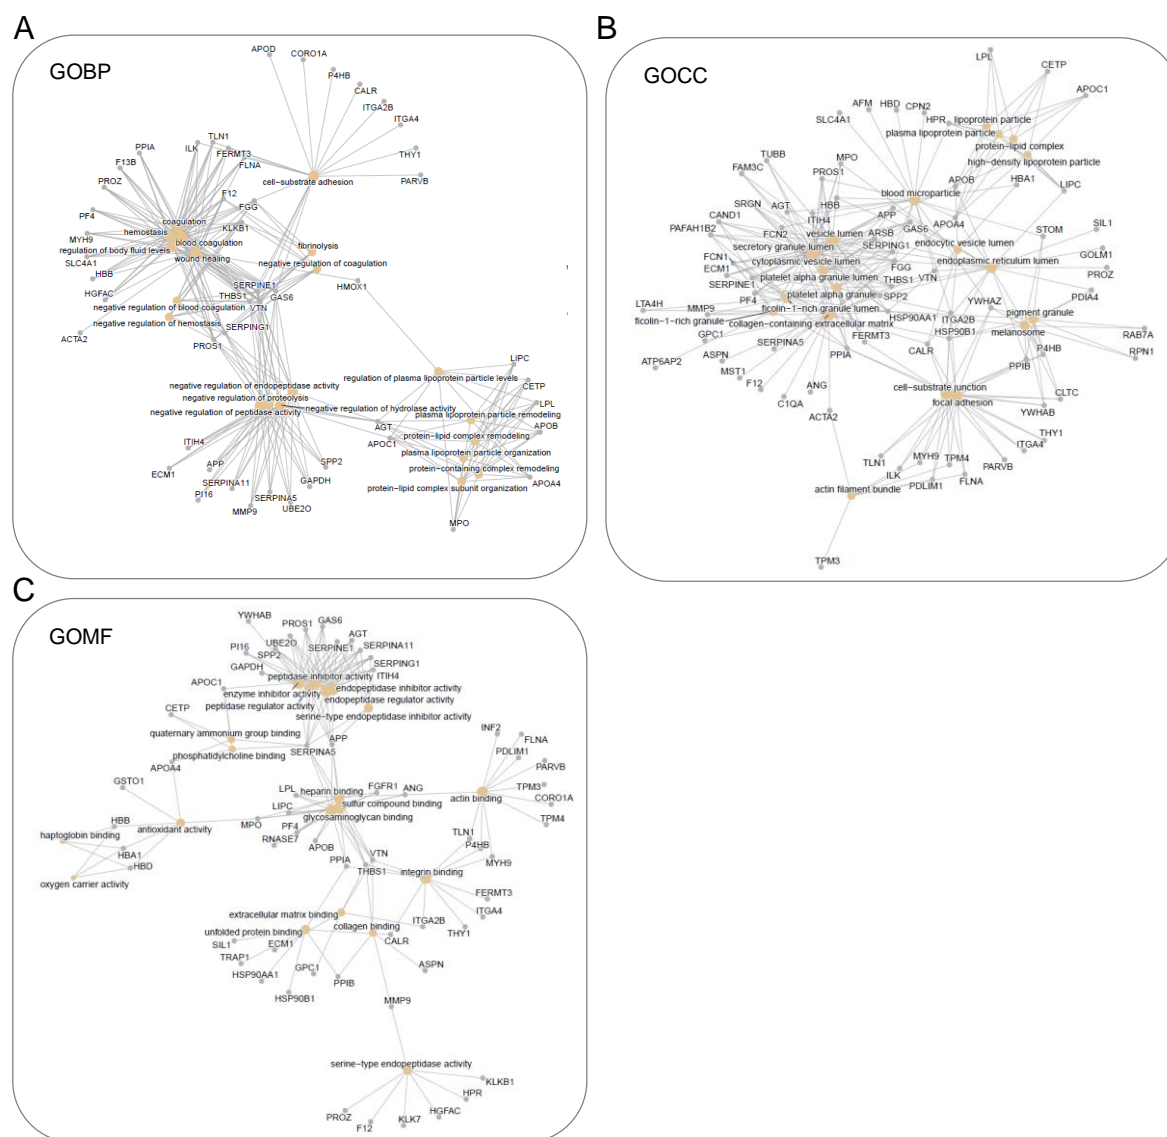 A
GOBP
APOD
CORO1A
P4HB
CALR
ITGA2B
ITGA4
THY1
PARVB
TLN1
ILK
FERMT3
FLNA
PPIA
F13B
PROZ
PF4
MYH9
SLC4A1
HBB
HGFAC
ACTA2
F12
FGG
KLKB1
cell-substrate adhesion
coagulation
hemostasis
blood coagulation
regulation of body fluid levels
wound healing
fibrinolysis
negative regulation of coagulation
HMOX1
SERPINE1
THBS1
GAS6
VTN
negative regulation of blood coagulation
negative regulation of hemostasis
SERPING1
PROS1
LIPC
regulation of plasma lipoprotein particle levels
CETP
LPL
negative regulation of endopeptidase activity
negative regulation of proteolysis
negative regulation of peptidase activity
negative regulation of hydrolase activity
plasma lipoprotein particle remodeling
APOB
AGT
APOC1
protein-lipid complex remodeling
plasma lipoprotein particle organization
protein-containing complex remodeling
protein-lipid complex subunit organization
APOA4
MPO
ITIH4
ECM1
APP
PI16
SERPINA11
MMP9
SERPINA5
UBE2O
GAPDH
SPP2
B
GOCC
LPL
CETP
APOC1
AFM
HBD
CPN2
SLC4A1
HPR
lipoprotein particle
plasma lipoprotein particle
protein-lipid complex
high-density lipoprotein particle
TUBB
FAM3C
MPO
PROS1
APOB
HBA1
LIPC
blood microparticle
SRGN
AGT
HBB
APP
CAND1
ITIH4
PAFAH1B2
FCN2
vesicle lumen
ARSB
GAS6
APOA4
STOM
SIL1
secretory granule lumen
SERPING1
endocytic vesicle lumen
GOLM1
FCN1
cytoplasmic vesicle lumen
FGG
endoplasmic reticulum lumen
ECM1
platelet alpha granule lumen
THBS1
VTN
PROZ
SERPINE1
PF4
platelet alpha granule
SPP2
YWHAZ
PDIA4
LTA4H
MMP9
ficolin-1-rich granule lumen
HSP90AA1
ITGA2B
pigment granule
ficolin-1-rich granule
collagen-containing extracellular matrix
HSP90B1
melanosome
RAB7A
GPC1
SERPINA5
FERMT3
CALR
P4HB
RPN1
ATP6AP2
ASPN
PPIA
PPIB
MST1
F12
ANG
C1QA
ACTA2
cell-substrate junction
focal adhesion
CLTC
YWHAB
THY1
ITGA4
TLN1
MYH9
TPM4
PARVB
ILK
PDLIM1
FLNA
actin filament bundle
TPM3
C
GOMF
YWHAB
PROS1
GAS6
UBE2O
AGT
PI16
SPP2
SERPINE1
SERPINA11
GAPDH
SERPING1
peptidase inhibitor activity
ITIH4
APOC1
enzyme inhibitor activity
endopeptidase inhibitor activity
peptidase regulator activity
endopeptidase regulator activity
CETP
serine-type endopeptidase inhibitor activity
quaternary ammonium group binding
APP
phosphatidylcholine binding
SERPINA5
APOA4
GSTO1
INF2
FLNA
PDLIM1
PARVB
LPL
heparin binding
FGFR1
ANG
TPM3
LIPC
sulfur compound binding
actin binding
CORO1A
glycosaminoglycan binding
HBB
antioxidant activity
MPO
PF4
TPM4
haptoglobin binding
RNASE7
APOB
TLN1
P4HB
HBA1
HBD
PPIA
VTN
MYH9
oxygen carrier activity
THBS1
integrin binding
FERMT3
ITGA4
extracellular matrix binding
ITGA2B
unfolded protein binding
collagen binding
THY1
SIL1
ECM1
CALR
TRAP1
GPC1
ASPN
HSP90AA1
PPIB
HSP90B1
MMP9
serine-type endopeptidase activity
KLKB1
HPR
PROZ
HGFAC
F12
KLK7